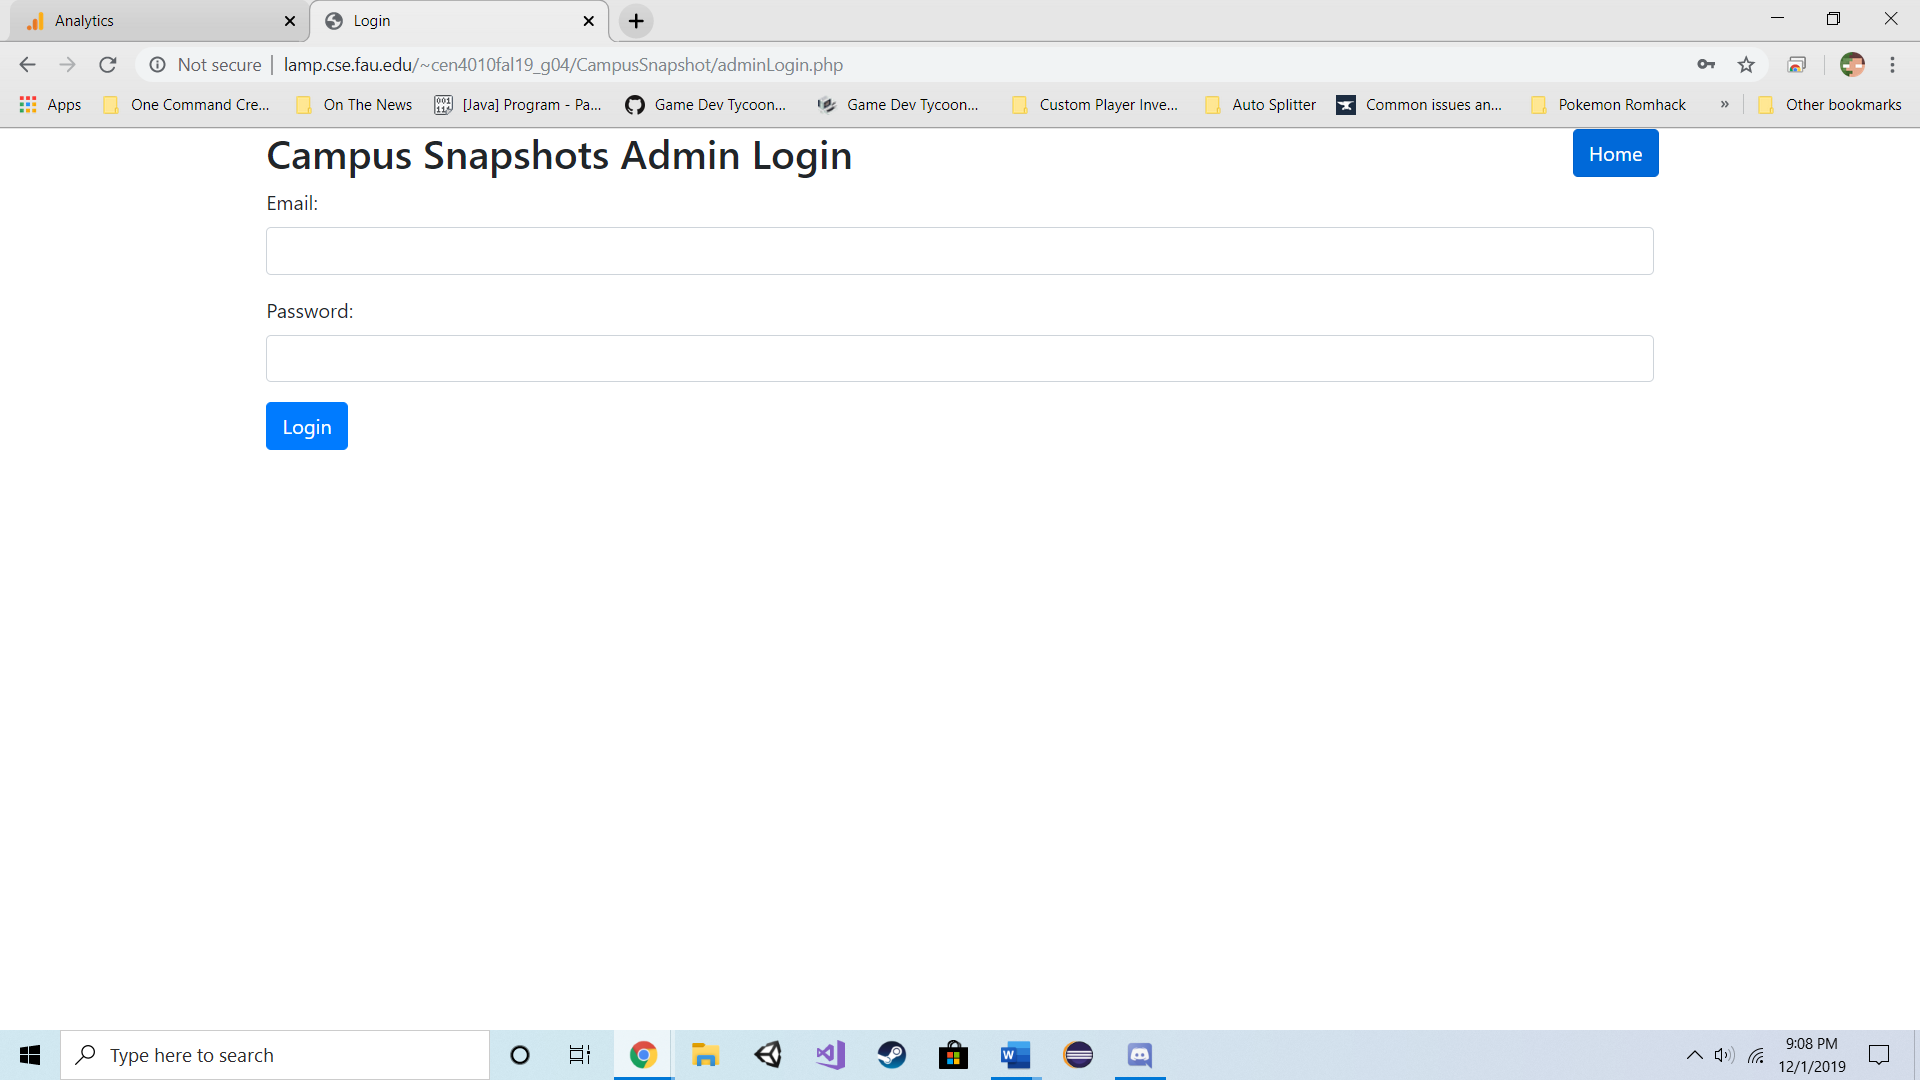 Analytics
Login
Not secure
lamp.cse.fau.edu/~cen4010fal19_g04/CampusSnapshot/adminLogin.php
Apps
One Command Cre...
On The News
[Java] Program - Pa...
Game Dev Tycoon...
Game Dev Tycoon...
Custom Player Inve...
Auto Splitter
Common issues an...
Pokemon Romhack
»
Other bookmarks
Campus Snapshots Admin Login
Home
Email:
Password:
Login
Type here to search
9:08 PM
12/1/2019